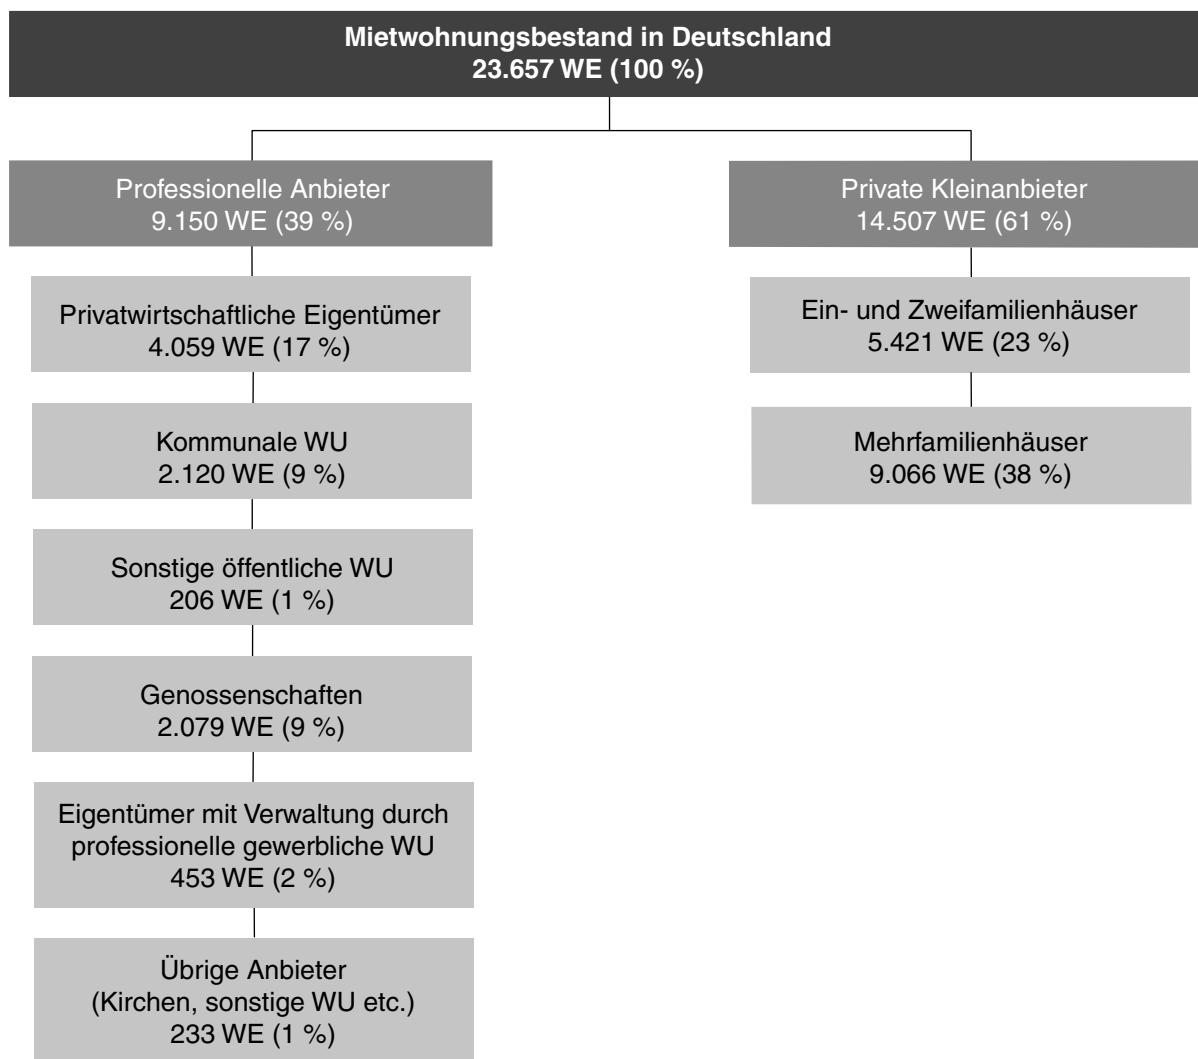 Mietwohnungsbestand in Deutschland
23.657 WE (100 %)
Professionelle Anbieter
9.150 WE (39 %)
Privatwirtschaftliche Eigentümer
4.059 WE (17 %)
Kommunale WU
2.120 WE (9 %)
Sonstige öffentliche WU
206 WE (1 %)
Genossenschaften
2.079 WE (9 %)
Eigentümer mit Verwaltung durch
professionelle gewerbliche WU
453 WE (2 %)
Übrige Anbieter
(Kirchen, sonstige WU etc.)
233 WE (1 %)
Private Kleinanbieter
14.507 WE (61 %)
Ein- und Zweifamilienhäuser
5.421 WE (23 %)
Mehrfamilienhäuser
9.066 WE (38 %)